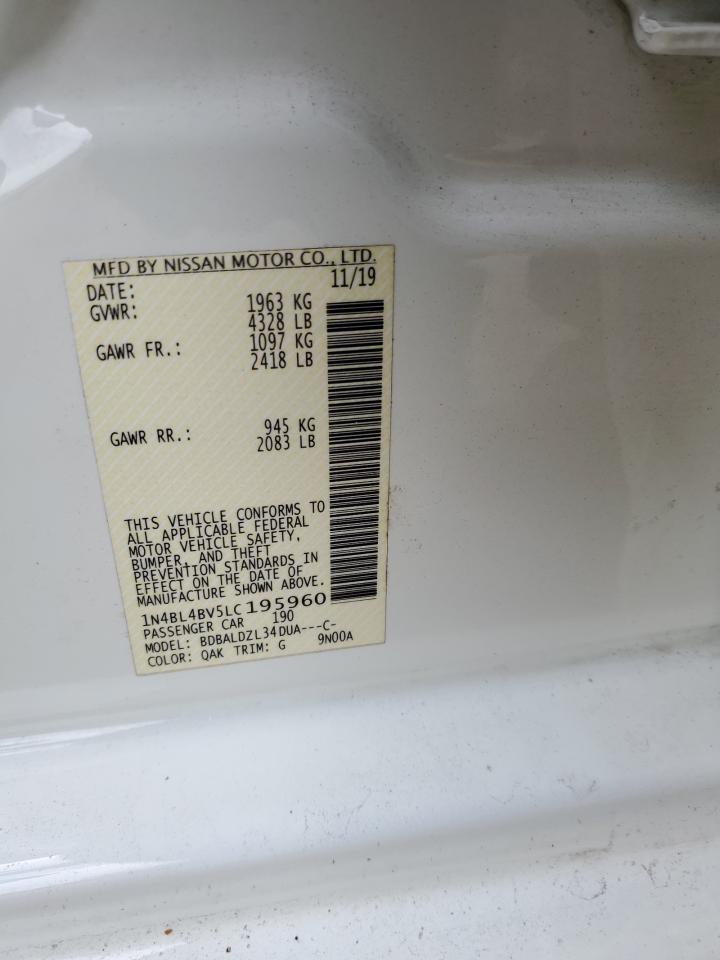 MFD BY NISSAN MOTOR CO., LTD.
DATE: 11/19
GVWR: 1963 KG
4328 LB
GAWR FR.: 1097 KG
2418 LB
GAWR RR.: 945 KG
2083 LB
THIS VEHICLE CONFORMS TO
ALL APPLICABLE FEDERAL
MOTOR VEHICLE SAFETY,
BUMPER, AND THEFT
PREVENTION STANDARDS IN
EFFECT ON THE DATE OF
MANUFACTURE SHOWN ABOVE.
1N4BL4BV5LC195960
PASSENGER CAR 190
MODEL: BDBALDZL34DUA---C-
COLOR: QAK TRIM: G 9N00A